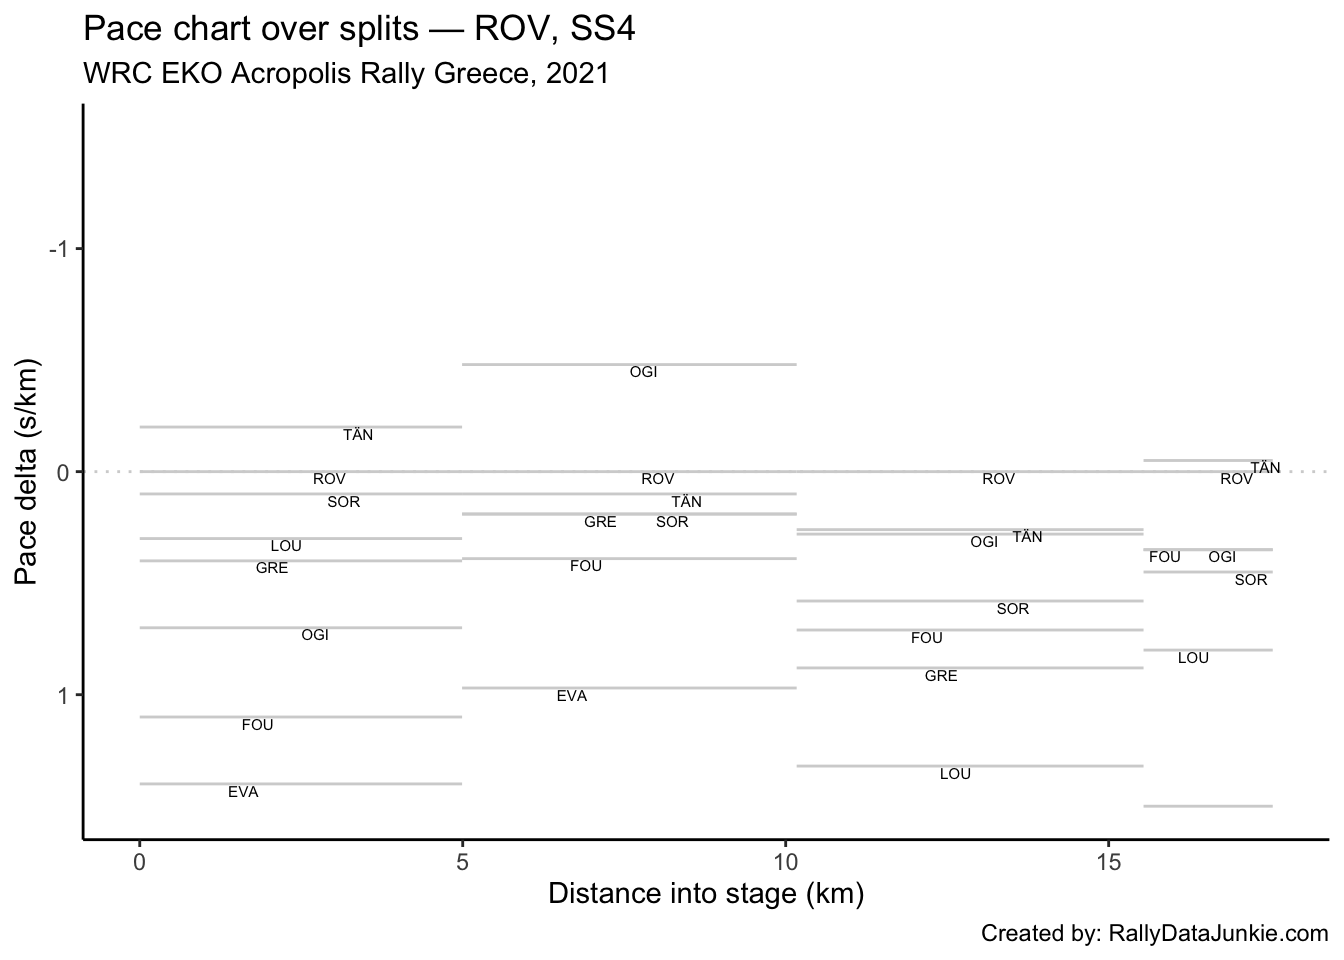 Pace chart over splits — ROV, SS4
WRC EKO Acropolis Rally Greece, 2021
Pace delta (s/km)
-1
OGI
TÄN
0
TÄN
ROV
ROV
ROV
ROV
SOR
TÄN
GRE
SOR
TÄN
OGI
LOU
FOU
OGI
GRE
FOU
SOR
SOR
OGI
FOU
LOU
GRE
1
EVA
FOU
LOU
EVA
0
5
10
15
Distance into stage (km)
Created by: RallyDataJunkie.com